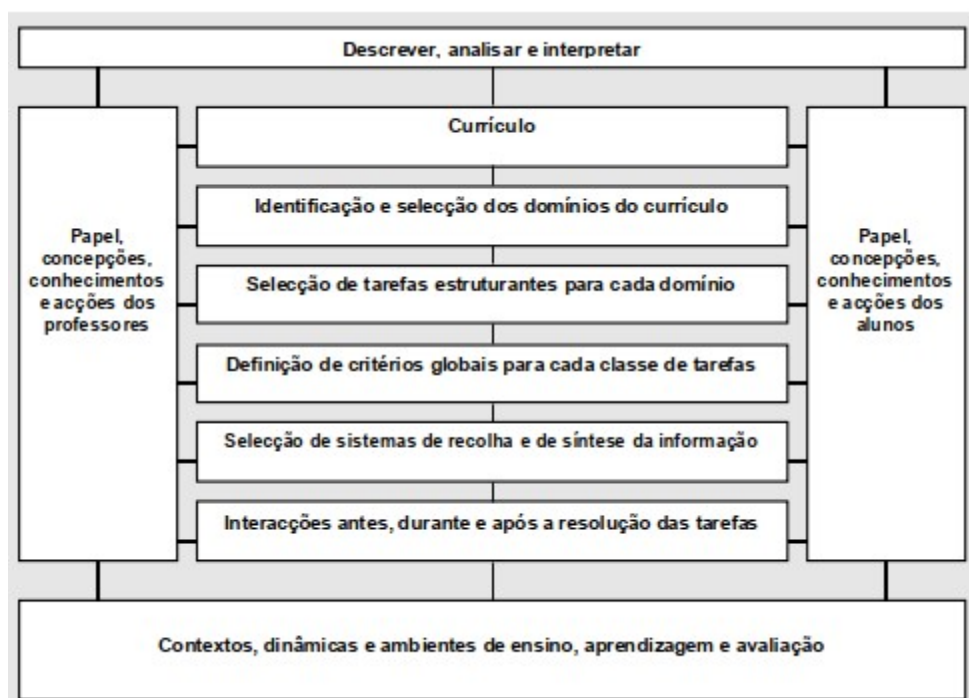 Descrever, analisar e interpretar
Currículo
Identificação e selecção dos domínios do currículo
Papel,
concepções,
conhecimentos
e acções dos
professores
Selecção de tarefas estruturantes para cada domínio
Papel,
concepções,
conhecimentos
e acções dos
alunos
Definição de critérios globais para cada classe de tarefas
Selecção de sistemas de recolha e de síntese da informação
Interacções antes, durante e após a resolução das tarefas
Contextos, dinâmicas e ambientes de ensino, aprendizagem e avaliação